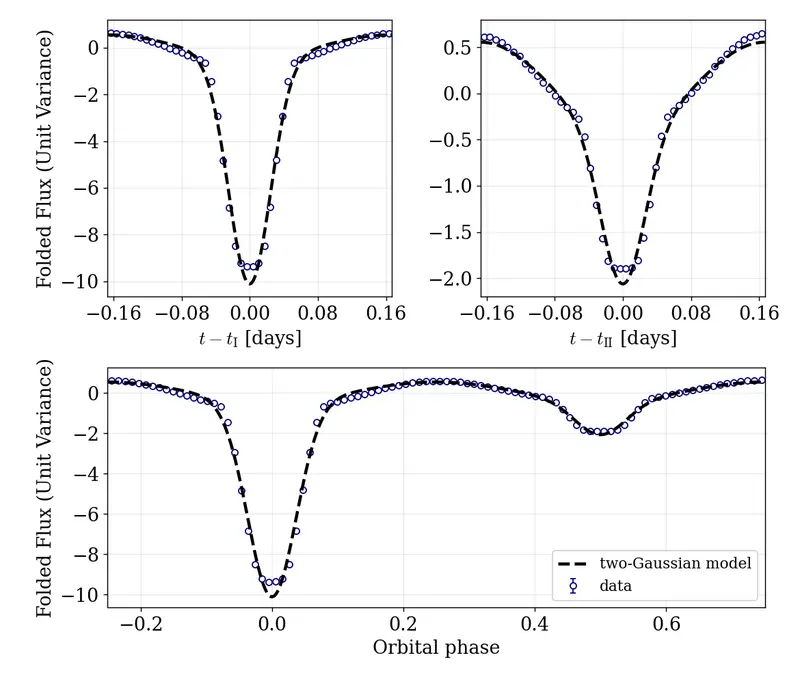 Folded Flux (Unit Variance)
0
−2
−4
−6
−8
−10
−0.16 −0.08 0.00 0.08 0.16
t − tI [days]
0.5
0.0
−0.5
−1.0
−1.5
−2.0
−0.16 −0.08 0.00 0.08 0.16
t − tII [days]
Folded Flux (Unit Variance)
0
−2
−4
−6
−8
−10
−0.2 0.0 0.2 0.4 0.6
Orbital phase
two-Gaussian model
data